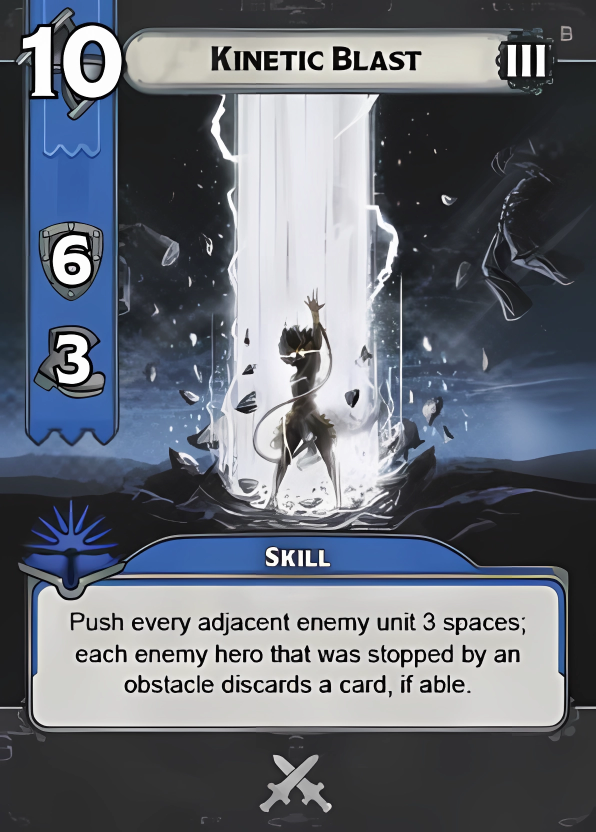 10
KINETIC BLAST
III
B
6
3
SKILL
Push every adjacent enemy unit 3 spaces;
each enemy hero that was stopped by an
obstacle discards a card, if able.